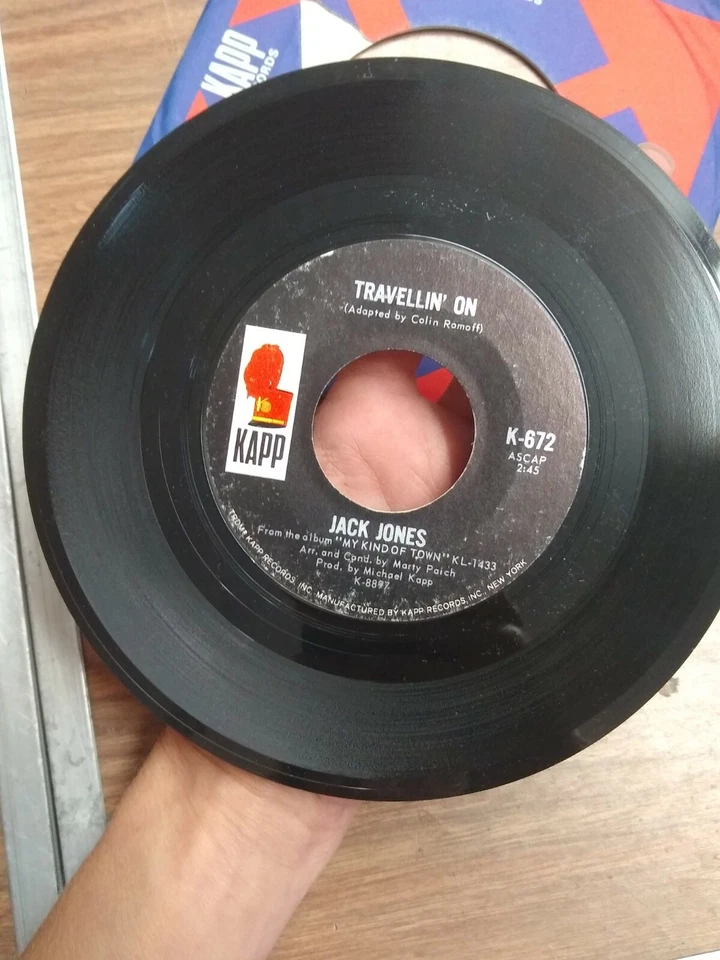 KAPP
RECORDS
TRAVELLIN' ON
(Adapted by Colin Romoff)
KAPP
K-672
ASCAP
2:45
JACK JONES
From the album "MY KIND OF TOWN" KL-1433
Arr. and Cond. by Marty Paich
Prod. by Michael Kapp
K-8897
TRDMK KAPP RECORDS, INC. MANUFACTURED BY KAPP RECORDS, INC., NEW YORK